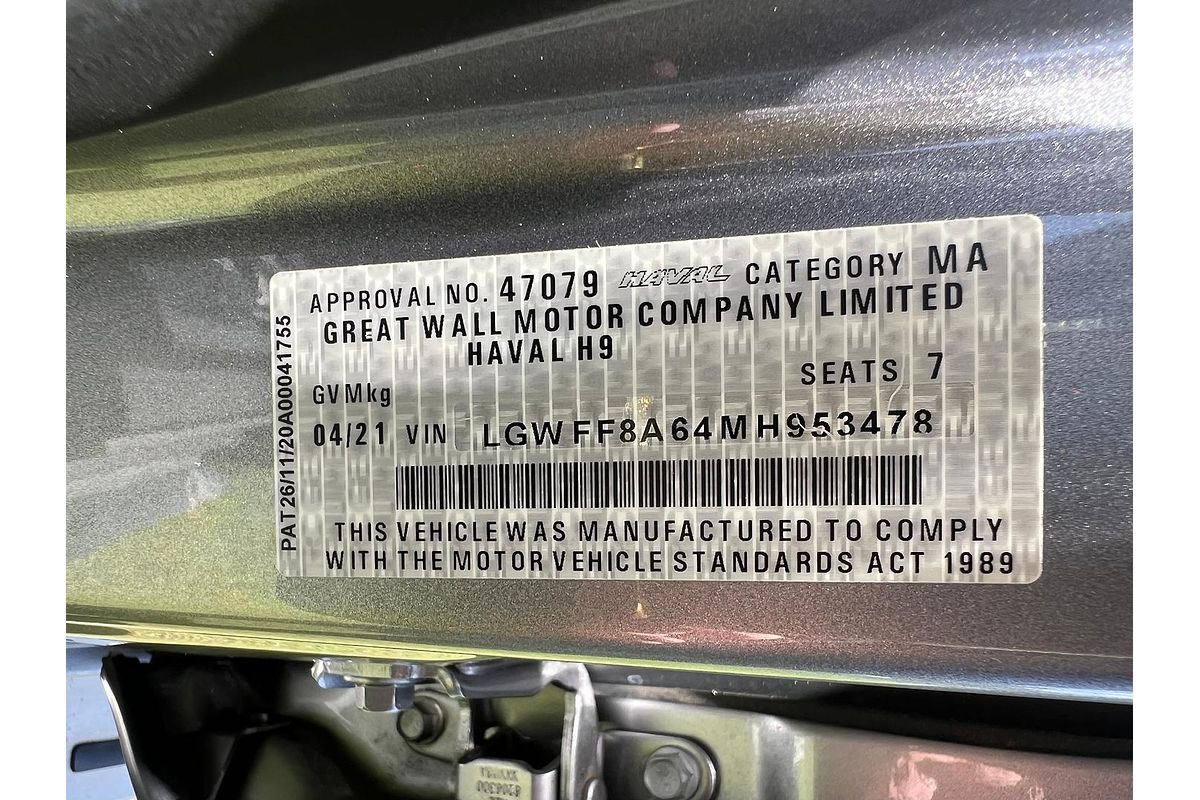 APPROVAL NO. 47079 HAVAL CATEGORY MA
GREAT WALL MOTOR COMPANY LIMITED
HAVAL H9
SEATS 7
GVMkg
04/21 VIN LGWFF8A64MH953478
THIS VEHICLE WAS MANUFACTURED TO COMPLY
WITH THE MOTOR VEHICLE STANDARDS ACT 1989
PAT26/11/20A00041755